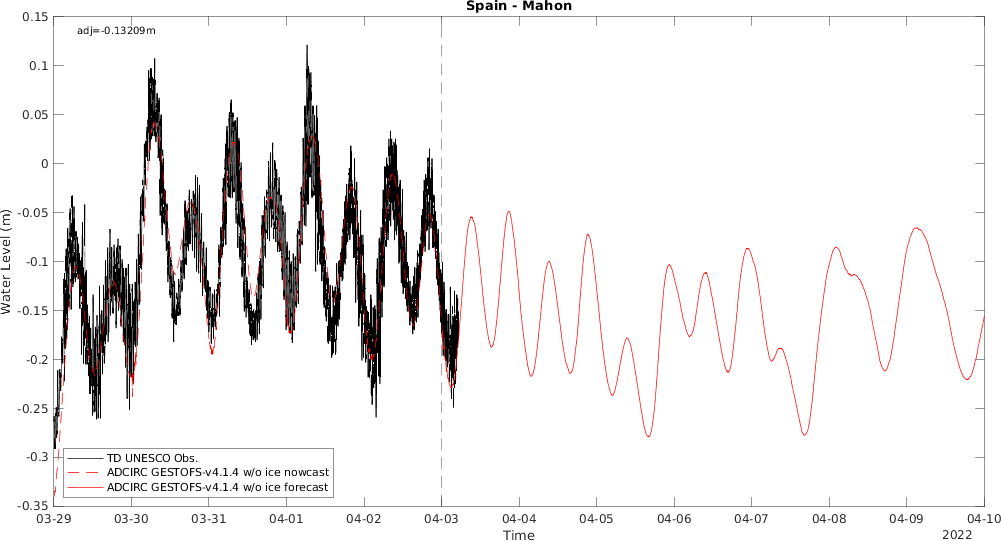 Spain - Mahon
adj=-0.13209m
0.15
0.1
0.05
0
-0.05
-0.1
-0.15
-0.2
-0.25
-0.3
-0.35
Water Level (m)
TD UNESCO Obs.
ADCIRC GESTOFS-v4.1.4 w/o ice nowcast
ADCIRC GESTOFS-v4.1.4 w/o ice forecast
03-29 03-30 03-31 04-01 04-02 04-03 04-04 04-05 04-06 04-07 04-08 04-09 04-10
Time
2022